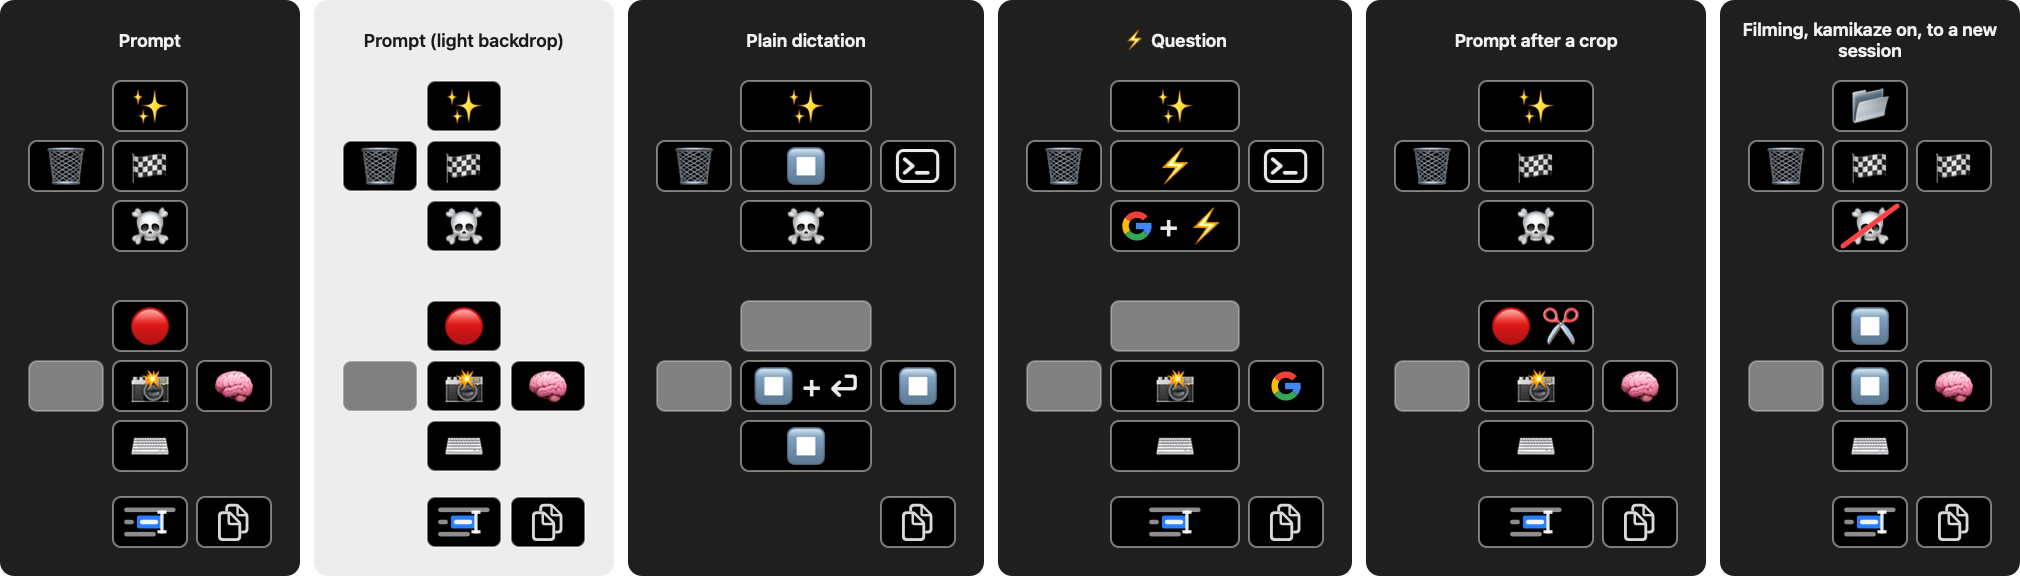 Prompt
Prompt (light backdrop)
Plain dictation
⚡ Question
Prompt after a crop
Filming, kamikaze on, to a new
session
G + ⚡
+
G